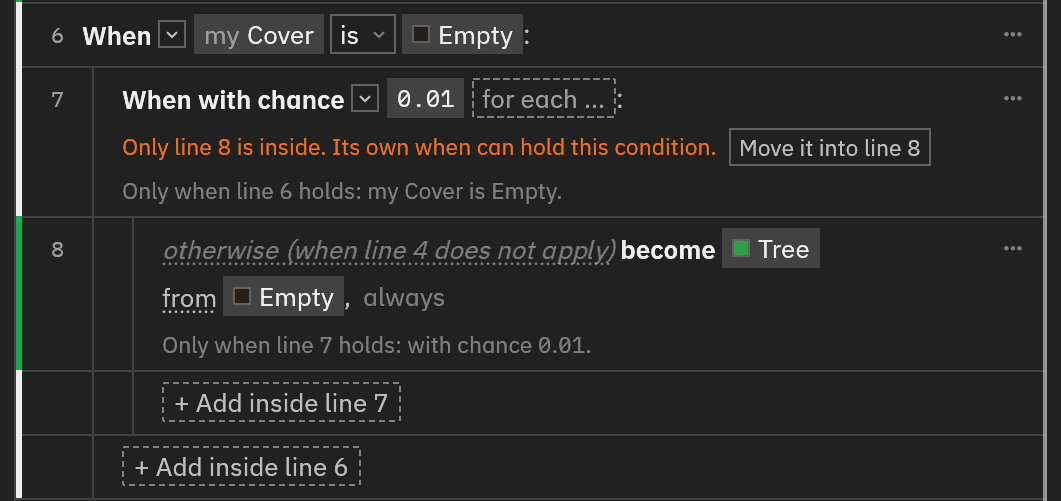 6 When my Cover is Empty: ...
7 When with chance 0.01 for each ...: ...
Only line 8 is inside. Its own when can hold this condition. Move it into line 8
Only when line 6 holds: my Cover is Empty.
8 otherwise (when line 4 does not apply) become Tree ...
from Empty, always
Only when line 7 holds: with chance 0.01.
+ Add inside line 7
+ Add inside line 6